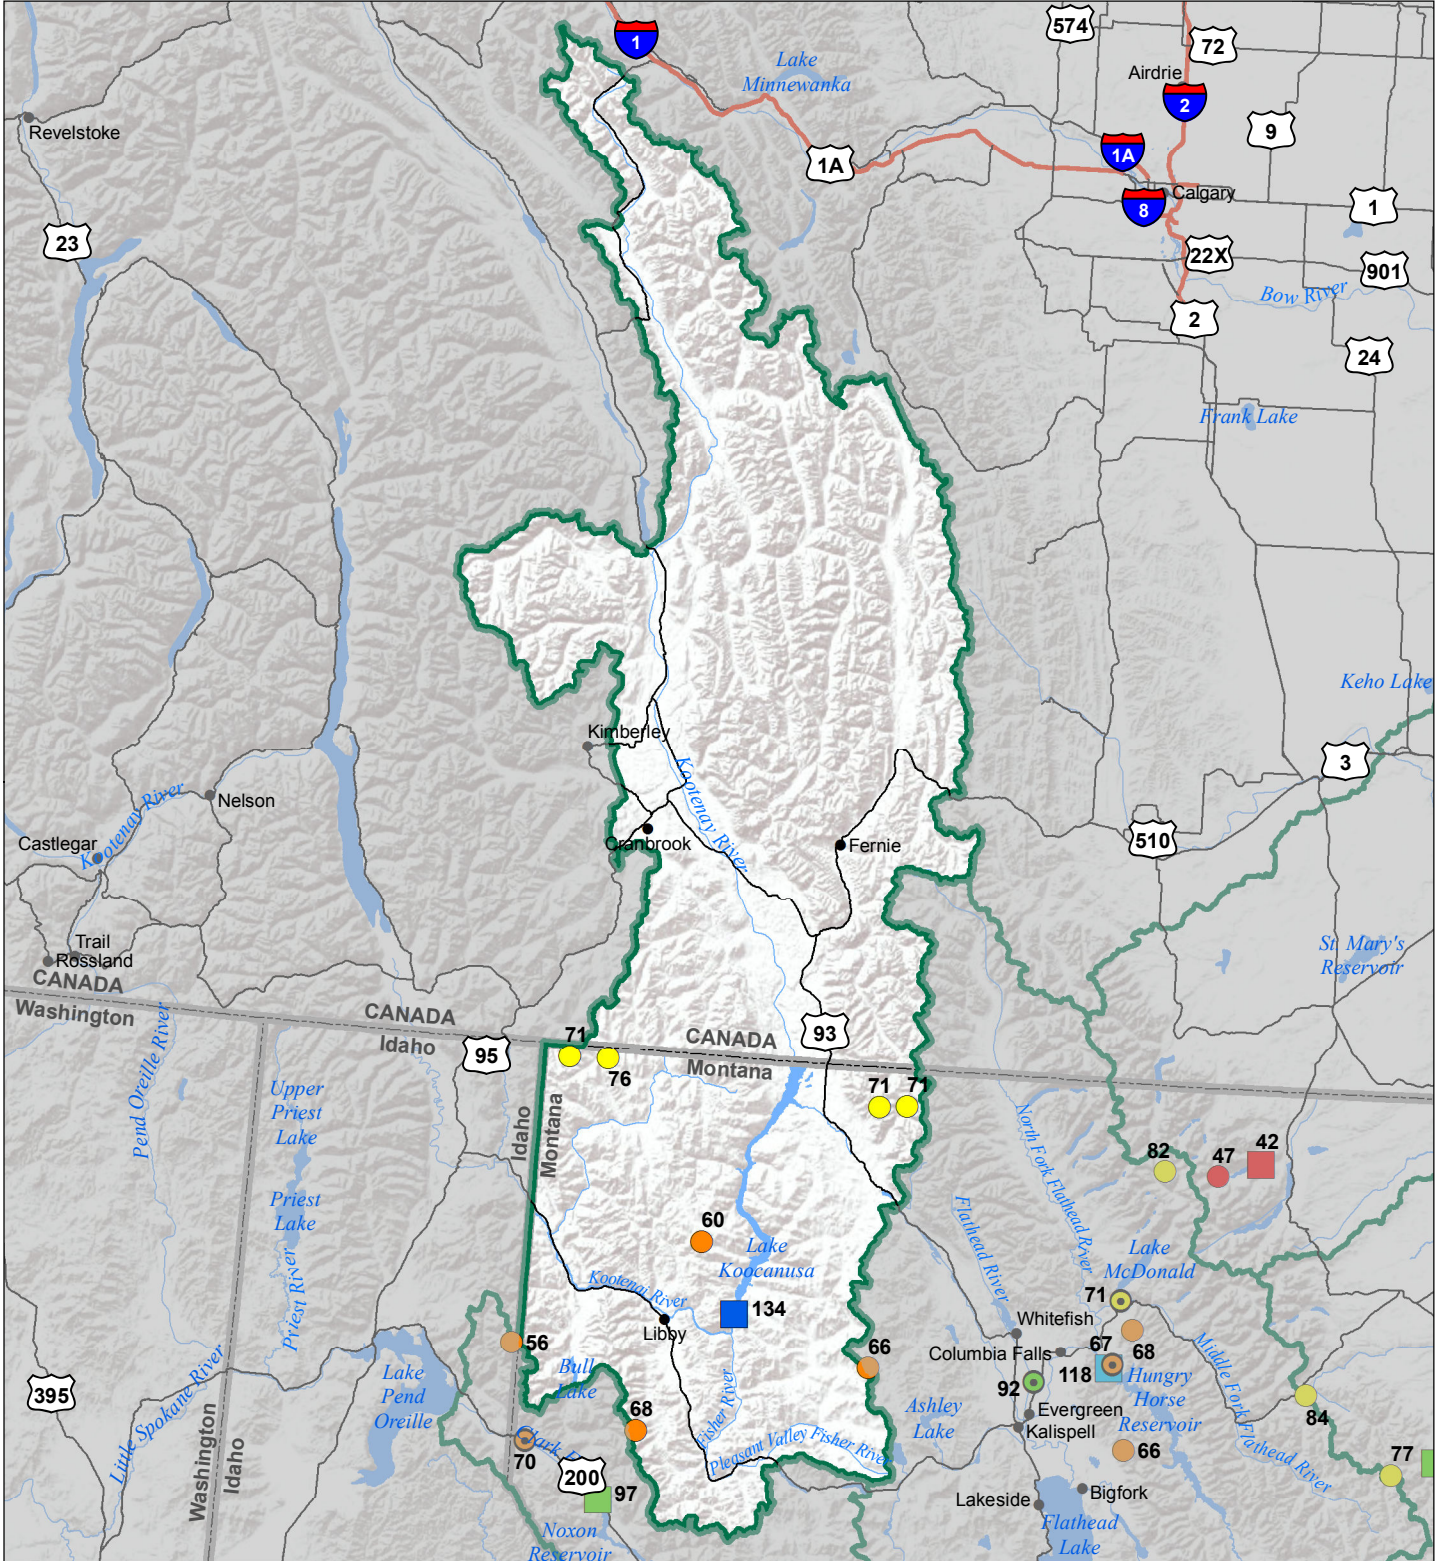 574
1
72
Lake
Minnewanka
Airdrie
2
Revelstoke
9
1A
1A
Calgary
8
1
23
22X
901
Bow River
2
24
Frank Lake
Keho Lake
Kimberley
3
Kootenay River
Nelson
Kootenay River
Castlegar
Cranbrook
Fernie
510
Trail
Rossland
St. Mary's
Reservoir
CANADA
Washington
CANADA
Idaho
95
71
76
CANADA
Montana
93
71
71
Pend Oreille River
Upper
Priest
Lake
Idaho
Montana
North Fork Flathead River
82
47
42
Priest
Lake
Flathead River
60
Lake
Koocanusa
Lake
McDonald
Priest River
Kootenai River
71
134
Libby
Whitefish
56
Bull
Lake
66
Columbia Falls
67
68
118
Middle Fork Flathead River
395
Lake
Pend
Oreille
92
Hungry
Horse
Reservoir
Little Spokane River
68
Fisher River
Ashley
Lake
Evergreen
Kalispell
84
Washington
Idaho
70
200
Pleasant Valley Fisher River
66
77
97
Lakeside
Bigfork
Noxon
Reservoir
Flathead
Lake